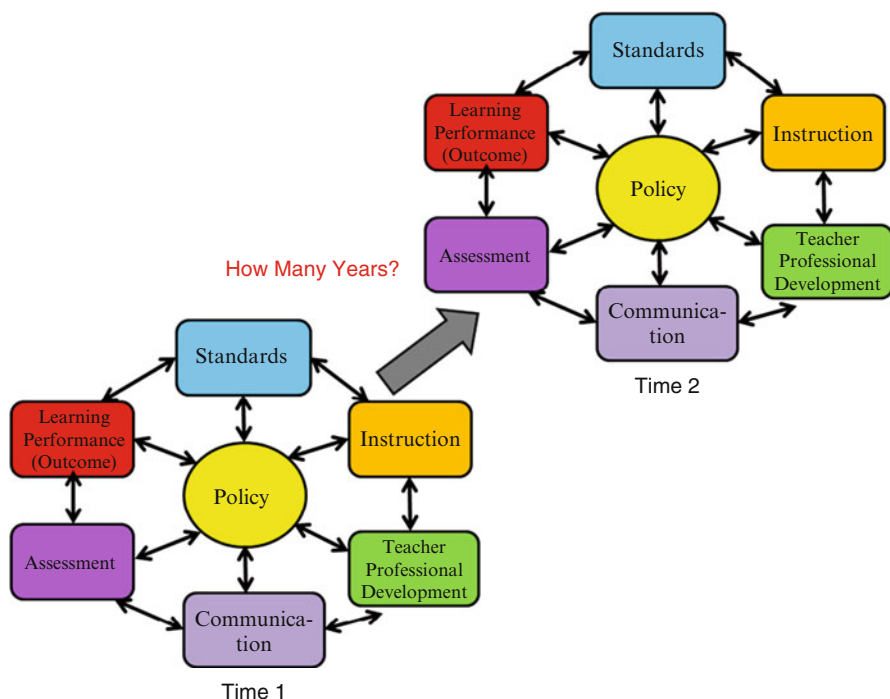 Standards
Learning
Performance
(Outcome)
Instruction
Policy
Assessment
Teacher
Professional
Development
Communica-
tion
Time 2
How Many Years?
Standards
Learning
Performance
(Outcome)
Instruction
Policy
Assessment
Teacher
Professional
Development
Communica-
tion
Time 1